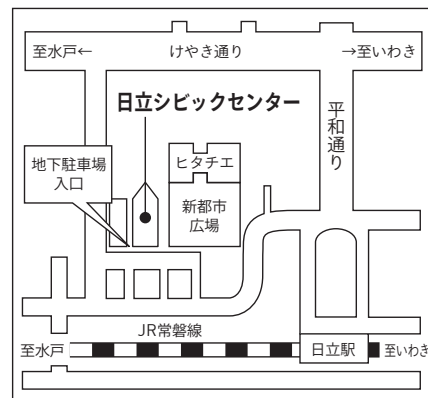 至水戸←
けやき通り
→至いわき
日立シビックセンター
平和通り
地下駐車場
入口
ヒタチエ
新都市
広場
JR常磐線
至水戸
日立駅
至いわき